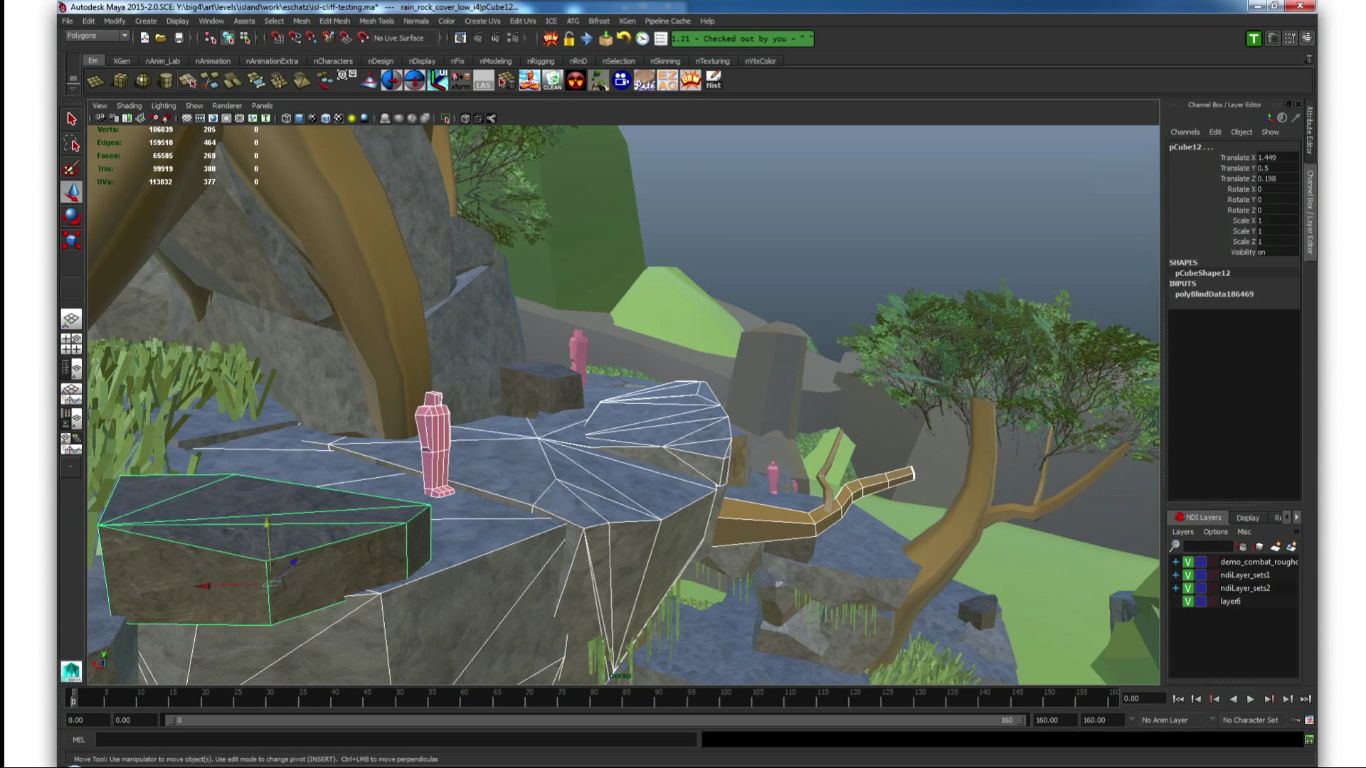 Autodesk Maya 2015-2.0.SCE: Y:\big4\art\levels\island\work\eschatz\isl-cliff-testing.ma* --- rain_rock_cover_low_i4|pCube12...
File Edit Modify Create Display Window Assets Select Mesh Edit Mesh Mesh Tools Normals Color Create UVs Edit UVs ICE ATG Bifrost XGen Pipeline Cache Help
Polygons No Live Surface 1.21 - Checked out by you - " "
Em XGen nAnim_Lab nAnimation nAnimationExtra nCharacters nDesign nDisplay nFix nModeling nRigging nRnD nSelection nSkinning nTexturing nVtxColor
xform LAS CLEAN Hist
View Shading Lighting Show Renderer Panels
Verts: 106039 205 0
Edges: 159510 464 0
Faces: 65585 269 0
Tris: 99919 380 0
UVs: 113832 377 0
persp
Channel Box / Layer Editor
Channels Edit Object Show
pCube12 ...
Translate X 1.449
Translate Y 0.5
Translate Z 0.198
Rotate X 0
Rotate Y 0
Rotate Z 0
Scale X 1
Scale Y 1
Scale Z 1
Visibility on
SHAPES
pCubeShape12
INPUTS
polyBlindData186469
Attribute Editor
Channel Box / Layer Editor
NDI Layers Display
Layers Options Misc
V demo_combat_rough
V ndiLayer_sets1
V ndiLayer_sets2
V layer6
0 5 10 15 20 25 30 35 40 45 50 55 60 65 70 75 80 85 90 95 100 105 110 115 120 125 130 135 140 145 150 155 160 0.00
0.00 0.00 0 160 160.00 160.00 No Anim Layer No Character Set
MEL
Move Tool: Use manipulator to move object(s). Use edit mode to change pivot (INSERT). Ctrl+LMB to move perpendicular.